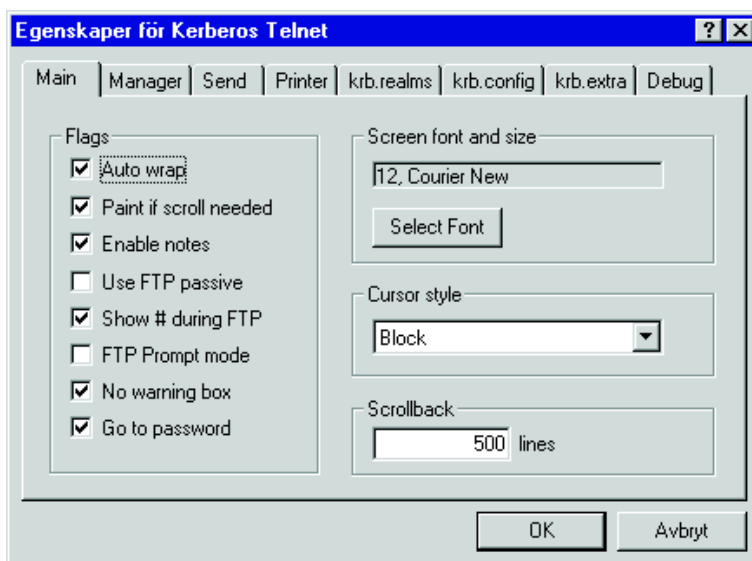 Egenskaper för Kerberos Telnet
Main Manager Send Printer krb.realms krb.config krb.extra Debug
Flags
Auto wrap
Paint if scroll needed
Enable notes
Use FTP passive
Show # during FTP
FTP Prompt mode
No warning box
Go to password
Screen font and size
12, Courier New
Select Font
Cursor style
Block
Scrollback
500 lines
OK Avbryt